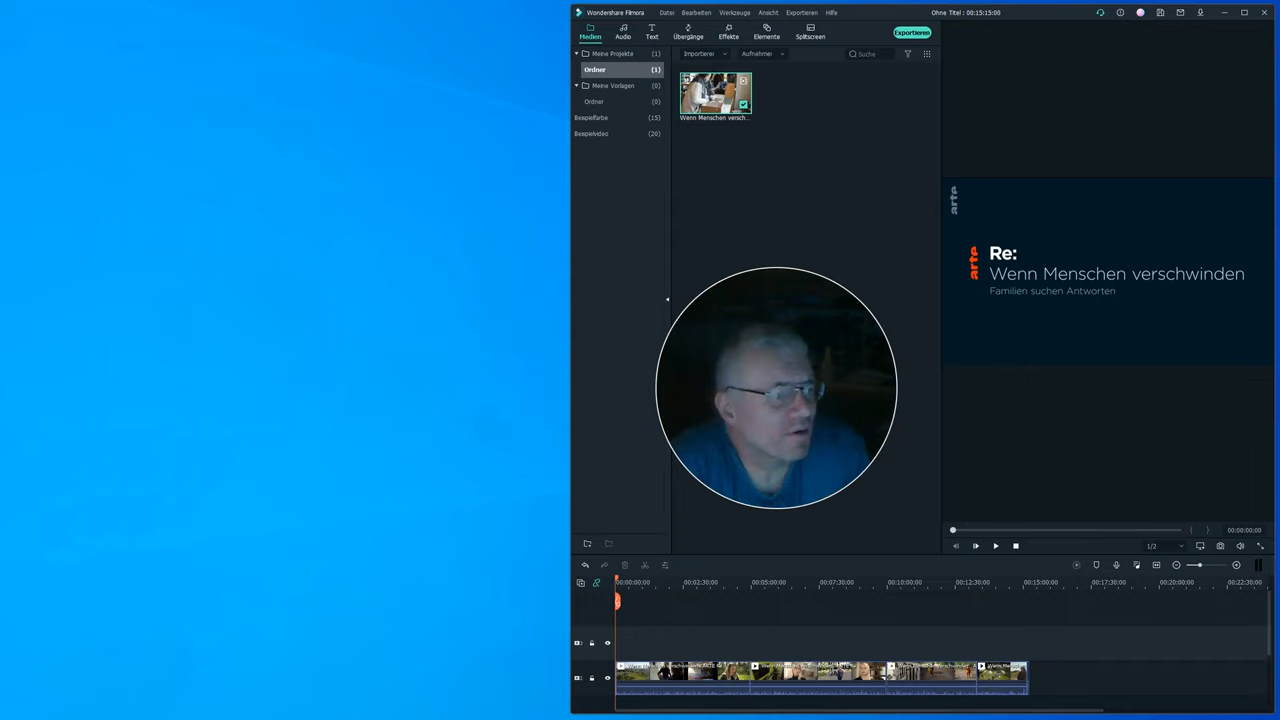 Wondershare Filmora
Datei Bearbeiten Werkzeuge Ansicht Exportieren Hilfe
Ohne Titel : 00:15:15:00
Medien Audio Text Übergänge Effekte Elemente Splitscreen
Exportieren
Meine Projekte (1)
Ordner (1)
Meine Vorlagen (0)
Ordner (0)
Beispielfarbe (15)
Beispielvideo (20)
Importieren
Aufnehmen
Suche
Wenn Menschen versch...
arte
arte
Re:
Wenn Menschen verschwinden
Familien suchen Antworten
00:00:00:00
1/2
00:00:00:00 00:02:30:00 00:05:00:00 00:07:30:00 00:10:00:00 00:12:30:00 00:15:00:00 00:17:30:00 00:20:00:00 00:22:30:00